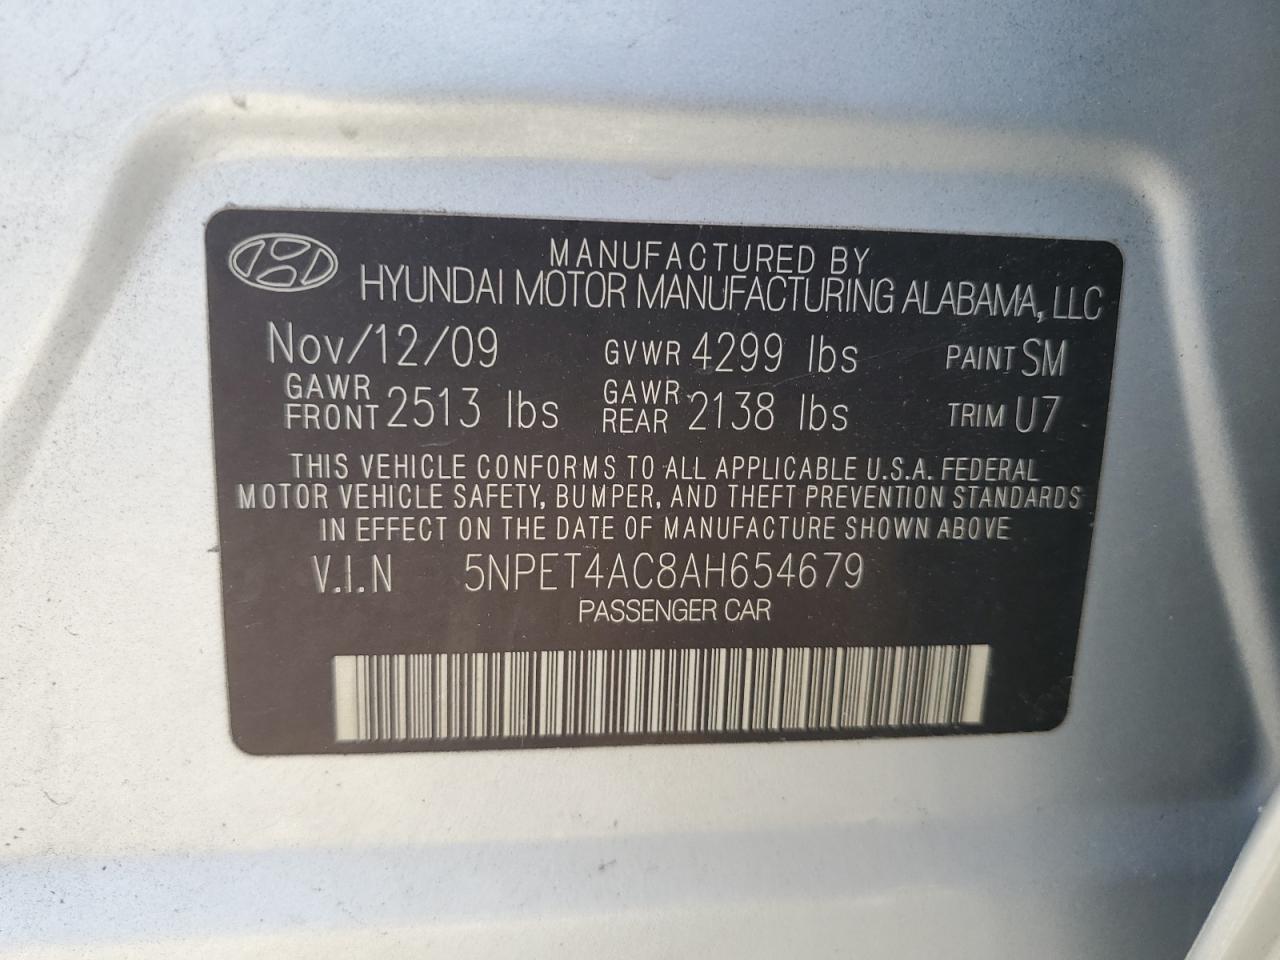 MANUFACTURED BY
HYUNDAI MOTOR MANUFACTURING ALABAMA, LLC
Nov/12/09 GVWR 4299 lbs PAINT SM
GAWR FRONT 2513 lbs GAWR REAR 2138 lbs TRIM U7
THIS VEHICLE CONFORMS TO ALL APPLICABLE U.S.A. FEDERAL
MOTOR VEHICLE SAFETY, BUMPER, AND THEFT PREVENTION STANDARDS
IN EFFECT ON THE DATE OF MANUFACTURE SHOWN ABOVE
V.I.N 5NPET4AC8AH654679
PASSENGER CAR